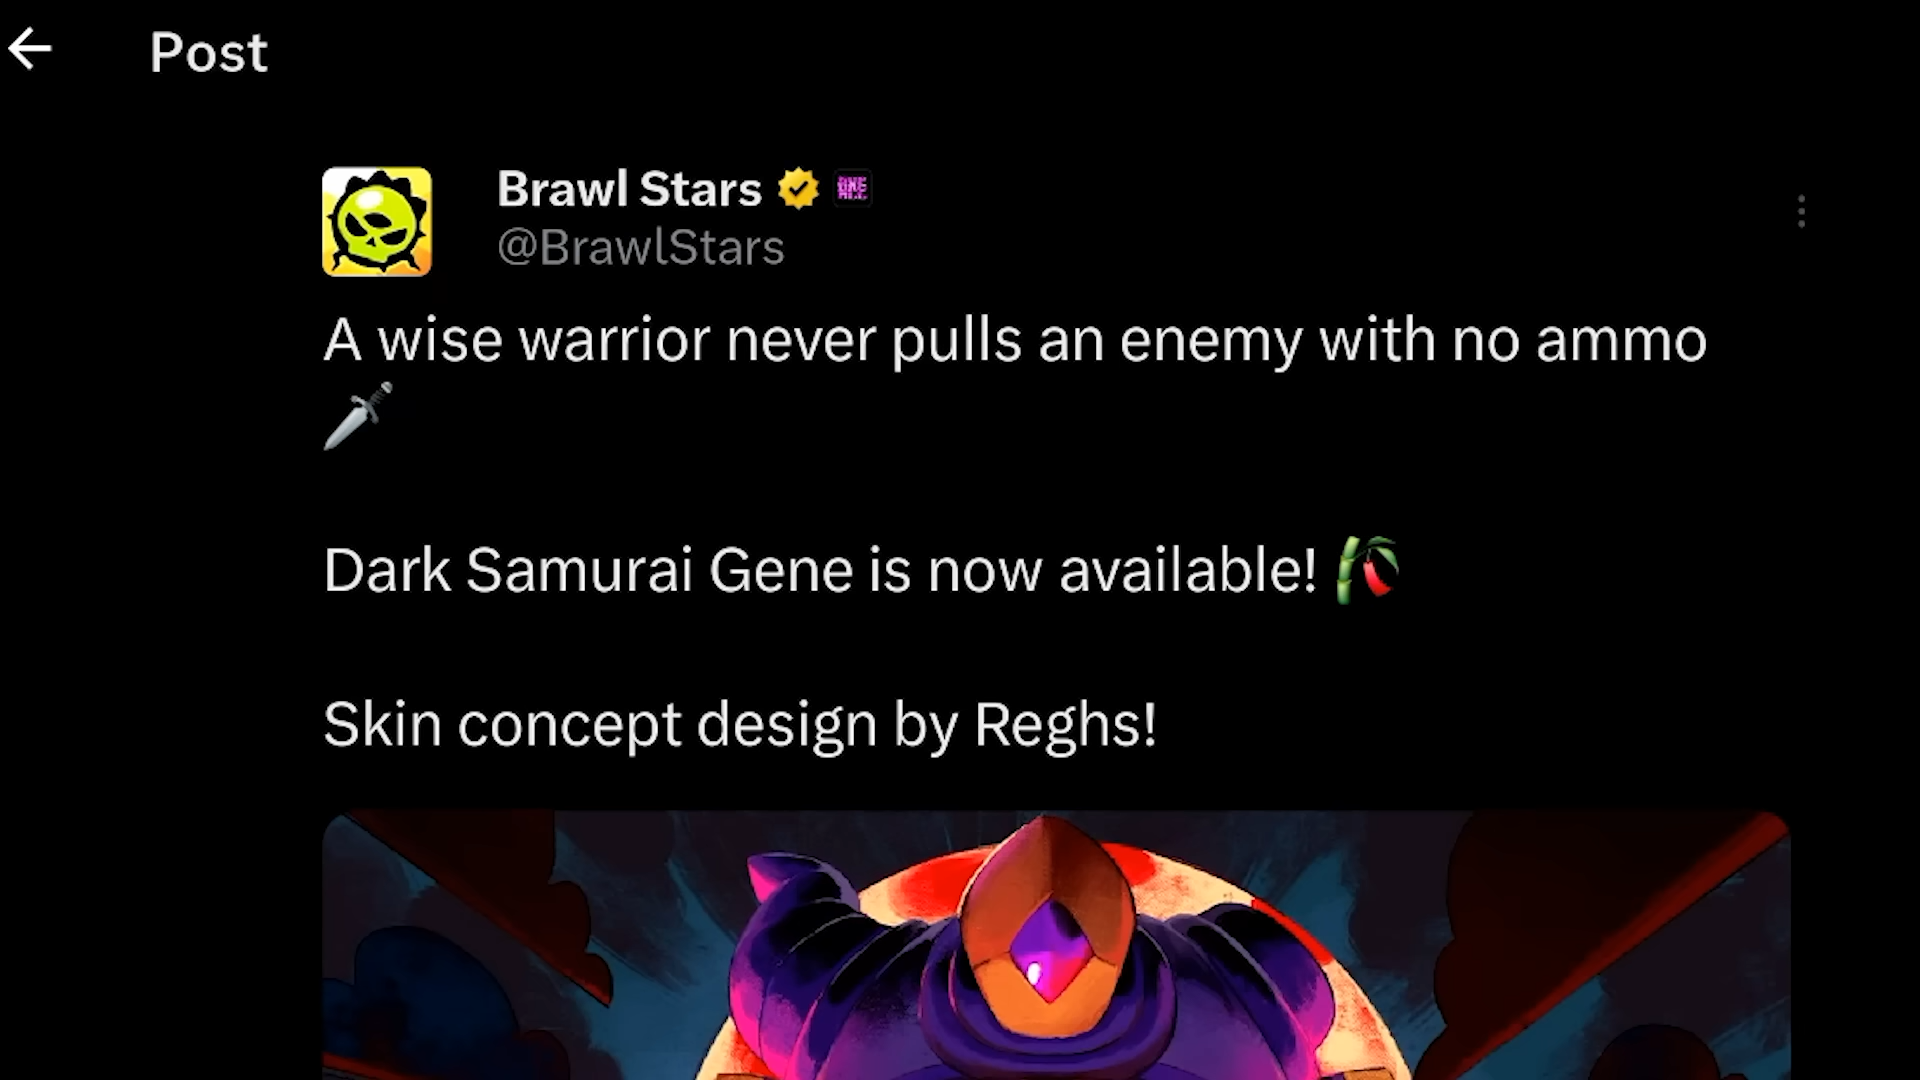 Post
Brawl Stars
@BrawlStars
A wise warrior never pulls an enemy with no ammo
🗡️
Dark Samurai Gene is now available! 🎋
Skin concept design by Reghs!